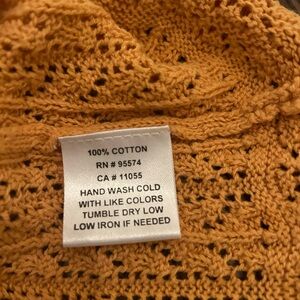 100% COTTON
RN # 95574
CA # 11055
HAND WASH COLD
WITH LIKE COLORS
TUMBLE DRY LOW
LOW IRON IF NEEDED